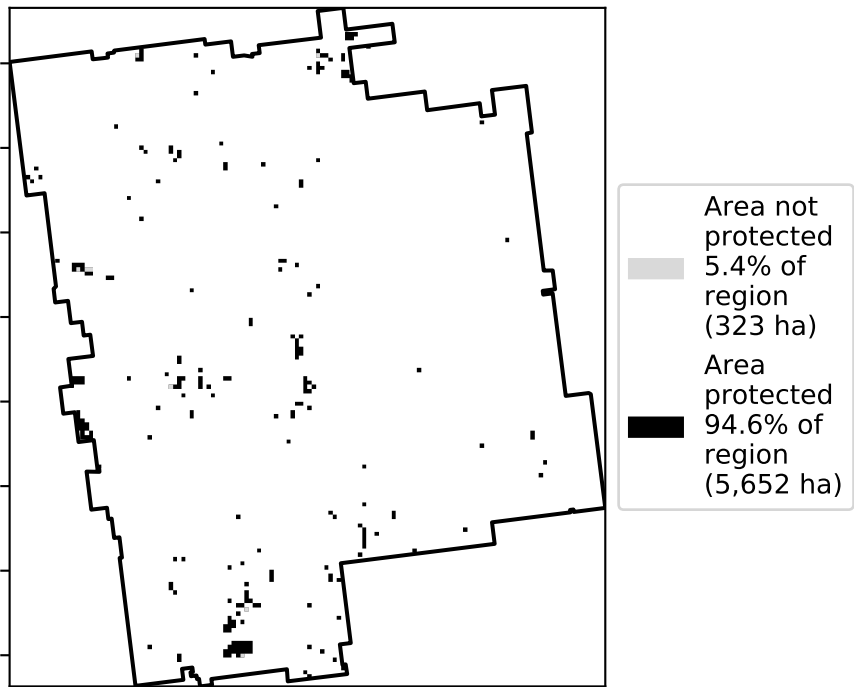 Area not
protected
5.4% of
region
(323 ha)
Area
protected
94.6% of
region
(5,652 ha)